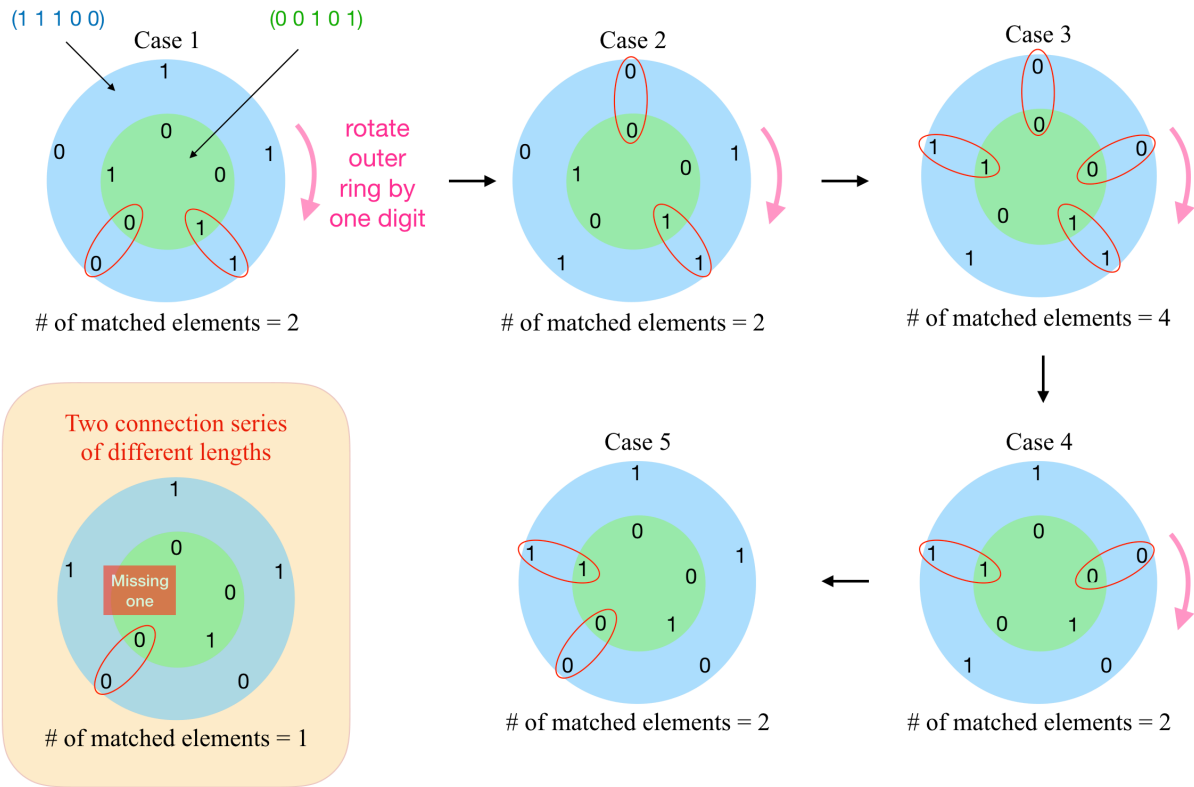 (1 1 1 0 0)
(0 0 1 0 1)
Case 1
1
0
0
1
1
0
0
1
0
1
rotate
outer
ring by
one digit
# of matched elements = 2
Case 2
0
0
0
1
1
0
0
1
1
1
# of matched elements = 2
Case 3
0
0
1
1
0
0
0
1
1
1
# of matched elements = 4
Two connection series
of different lengths
1
0
1
1
Missing
one
0
0
1
0
0
# of matched elements = 1
Case 5
1
0
1
1
1
0
0
1
0
0
# of matched elements = 2
Case 4
1
0
1
1
0
0
0
1
1
0
# of matched elements = 2